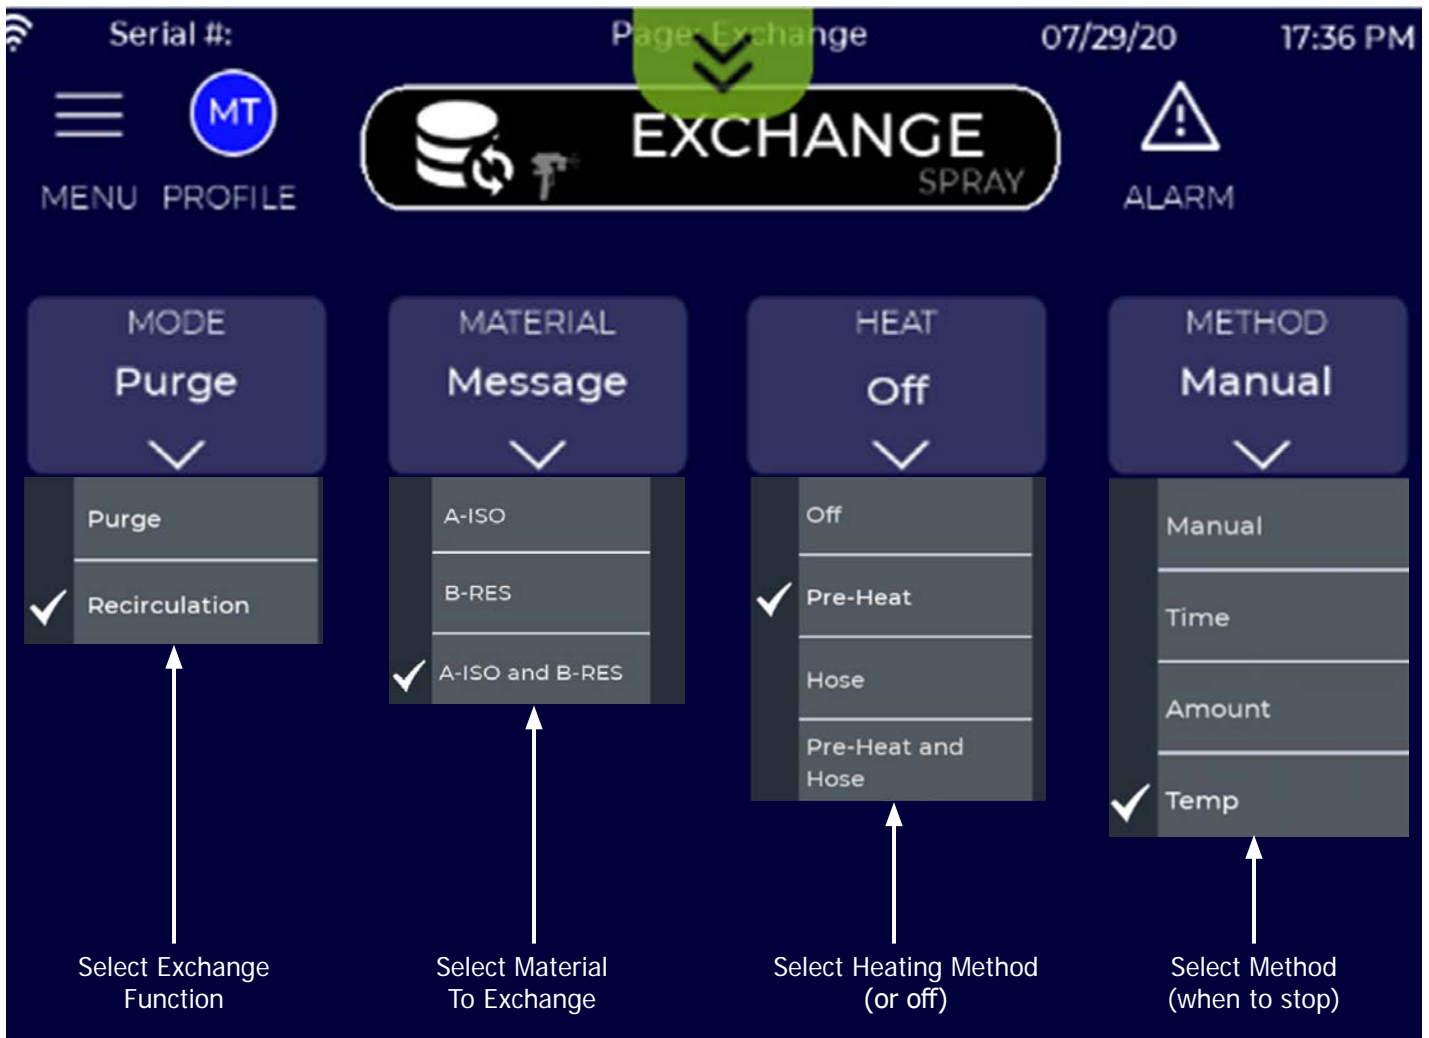 Serial #:
Page: Exchange
07/29/20
17:36 PM
MENU
MT
PROFILE
EXCHANGE
SPRAY
ALARM
MODE
Purge
Purge
Recirculation
Select Exchange
Function
MATERIAL
Message
A-ISO
B-RES
A-ISO and B-RES
Select Material
To Exchange
HEAT
Off
Off
Pre-Heat
Hose
Pre-Heat and
Hose
Select Heating Method
(or off)
METHOD
Manual
Manual
Time
Amount
Temp
Select Method
(when to stop)